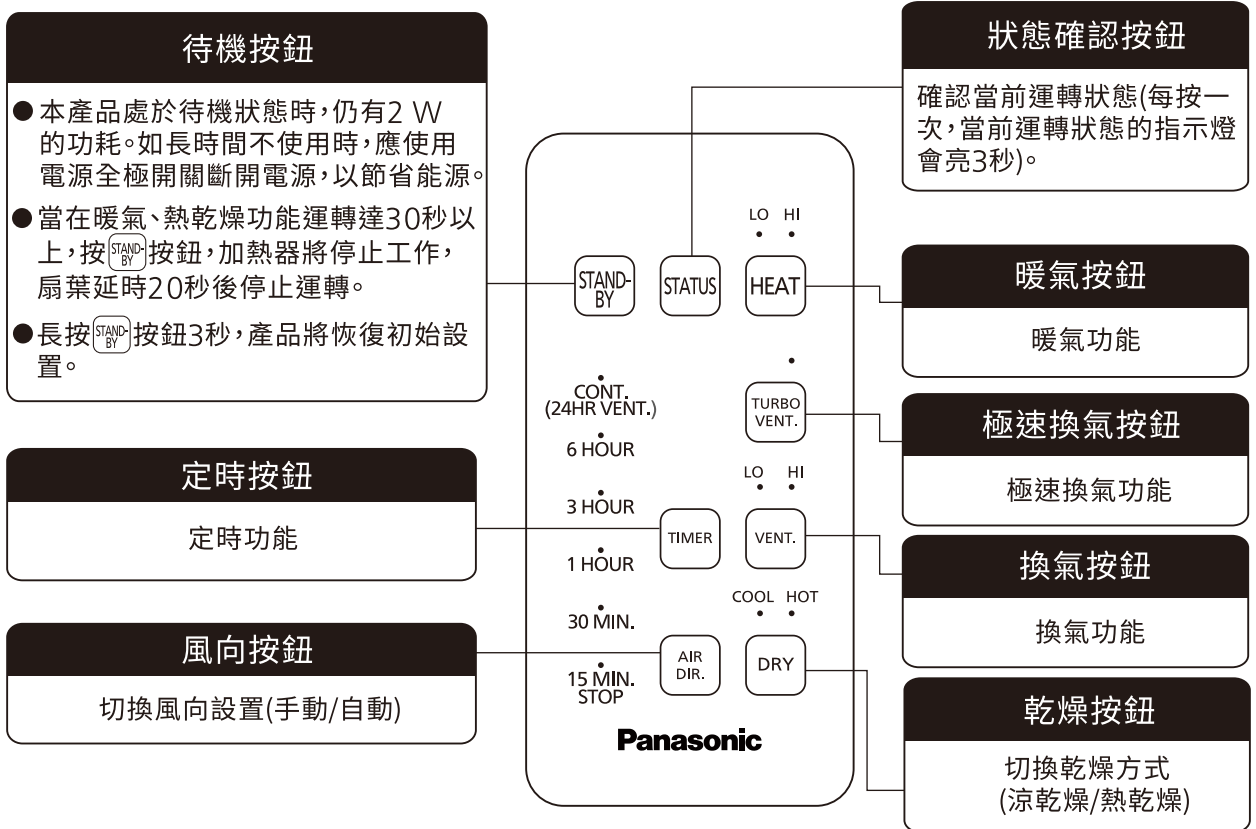 待機按鈕
●本產品處於待機狀態時,仍有2 W
的功耗。如長時間不使用時,應使用
電源全極開關斷開電源,以節省能源。
●當在暖氣、熱乾燥功能運轉達30秒以
上,按STAND-BY按鈕,加熱器將停止工作,
扇葉延時20秒後停止運轉。
●長按STAND-BY按鈕3秒,產品將恢復初始設
置。
定時按鈕
定時功能
風向按鈕
切換風向設置(手動/自動)
LO HI
STAND-
BY
STATUS
HEAT
CONT.
(24HR VENT.)
TURBO
VENT.
6 HOUR
LO HI
3 HOUR
TIMER
VENT.
1 HOUR
COOL HOT
30 MIN.
AIR
DIR.
DRY
15 MIN.
STOP
Panasonic
狀態確認按鈕
確認當前運轉狀態(每按一
次,當前運轉狀態的指示燈
會亮3秒)。
暖氣按鈕
暖氣功能
極速換氣按鈕
極速換氣功能
換氣按鈕
換氣功能
乾燥按鈕
切換乾燥方式
(涼乾燥/熱乾燥)